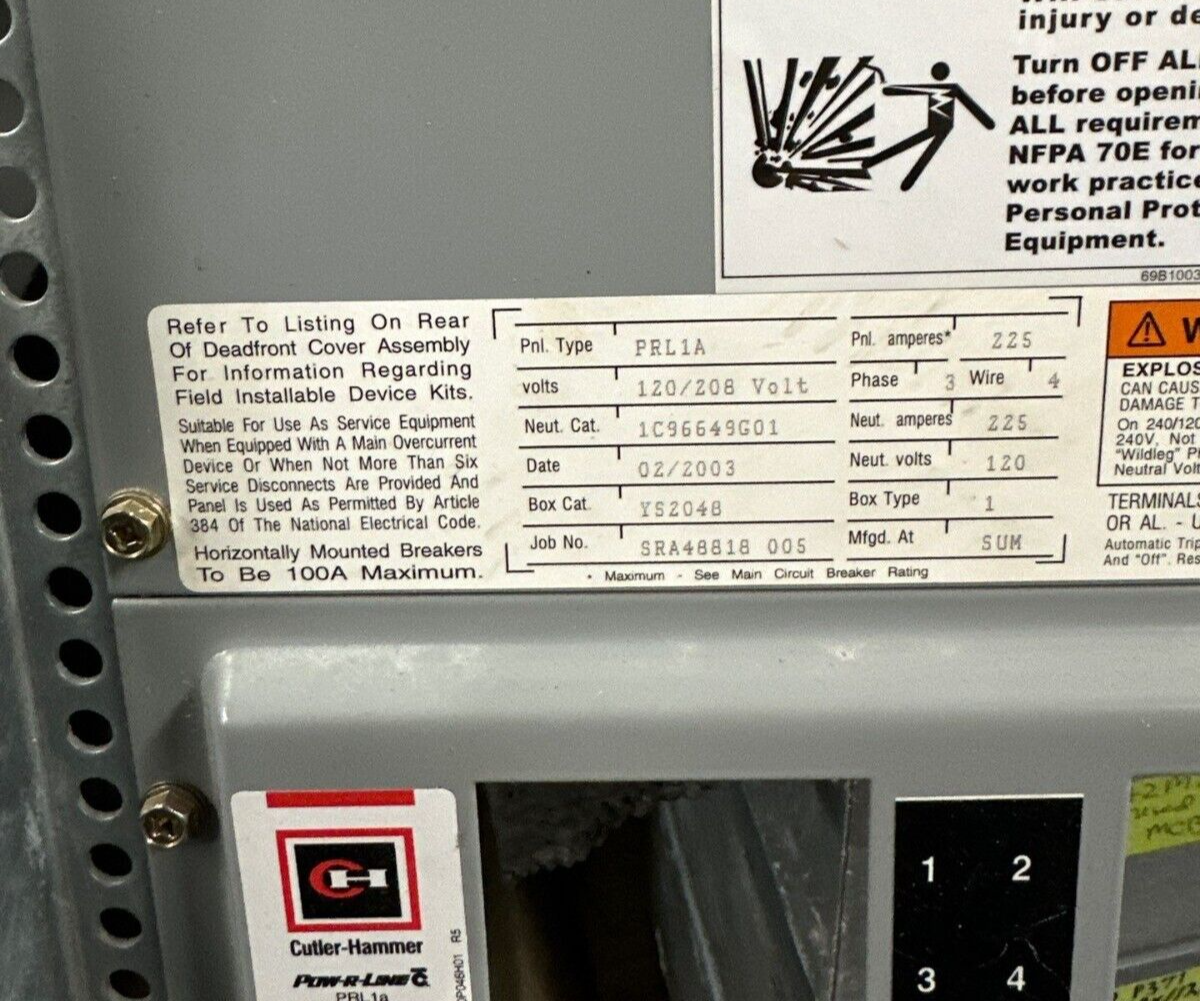 injury or
Turn OFF
before
ALL
NFPA 70E for
work
Personal
Equipment.
69B1003
Refer To Listing On Rear
Of Deadfront Cover Assembly
For Information Regarding
Field Installable Device Kits.
Suitable For Use As Service Equipment
When Equipped With A Main Overcurrent
Device Or When Not More Than Six
Service Disconnects Are Provided And
Panel Is Used As Permitted By Article
384 Of The National Electrical Code.
Horizontally Mounted Breakers
To Be 100A Maximum.
Pnl. Type PRL1A Pnl. amperes* 225
volts 120/208 Volt Phase 3 Wire 4
Neut. Cat. 1C96649G01 Neut. amperes 225
Date 02/2003 Neut. volts 120
Box Cat. YS2048 Box Type 1
Job No. SRA48818 005 Mfgd. At SUM
* Maximum - See Main Circuit Breaker Rating
EXPLOS
CAN CAUS
DAMAGE
On 240/120
240V, Not
"Wildleg"
Neutral Volt
TERMINALS
OR AL. -
Automatic Trip
And "Off". Res
CH
Cutler-Hammer
POW-R-LINE C
PRL1a
R5
1 2
3 4